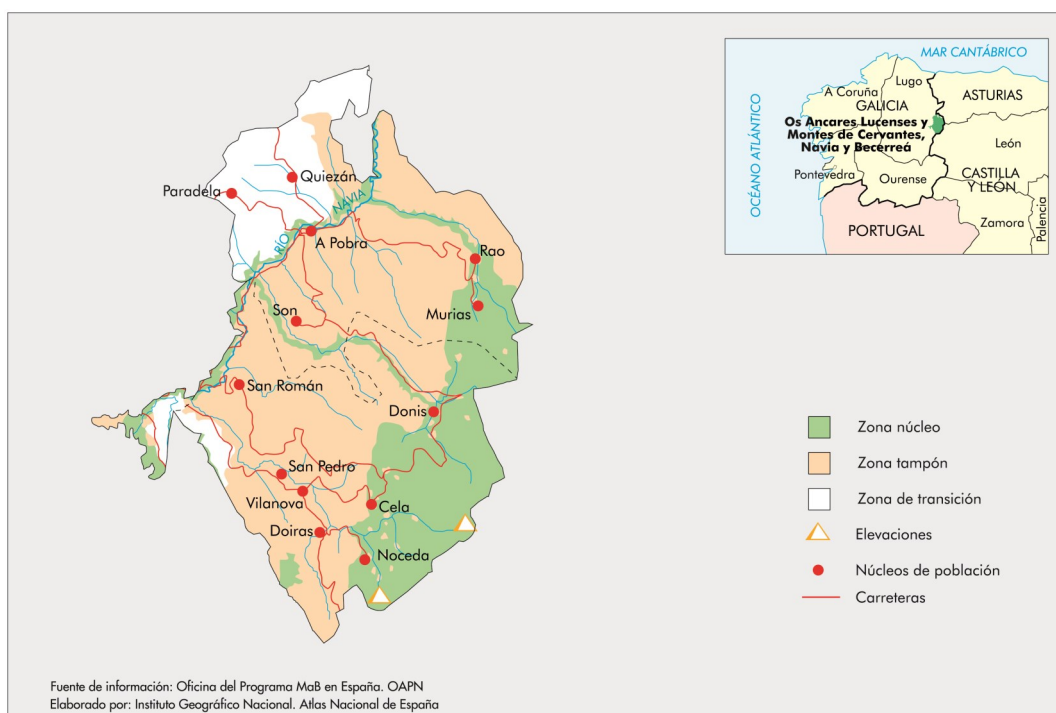 MAR CANTÁBRICO
OCÉANO ATLÁNTICO
Lugo
A Coruña
GALICIA
ASTURIAS
Os Ancares Lucenses y
Montes de Cervantes,
Navia y Becerreá
León
Pontevedra
Ourense
CASTILLA
Y LEÓN
Zamora
Palencia
PORTUGAL
Quiezán
Paradela
RÍO
NAVIA
A Pobra
Rao
Son
Murias
San Román
Donis
San Pedro
Vilanova
Cela
Doiras
Noceda
Zona núcleo
Zona tampón
Zona de transición
Elevaciones
Núcleos de población
Carreteras
Fuente de información: Oficina del Programa MaB en España. OAPN
Elaborado por: Instituto Geográfico Nacional. Atlas Nacional de España